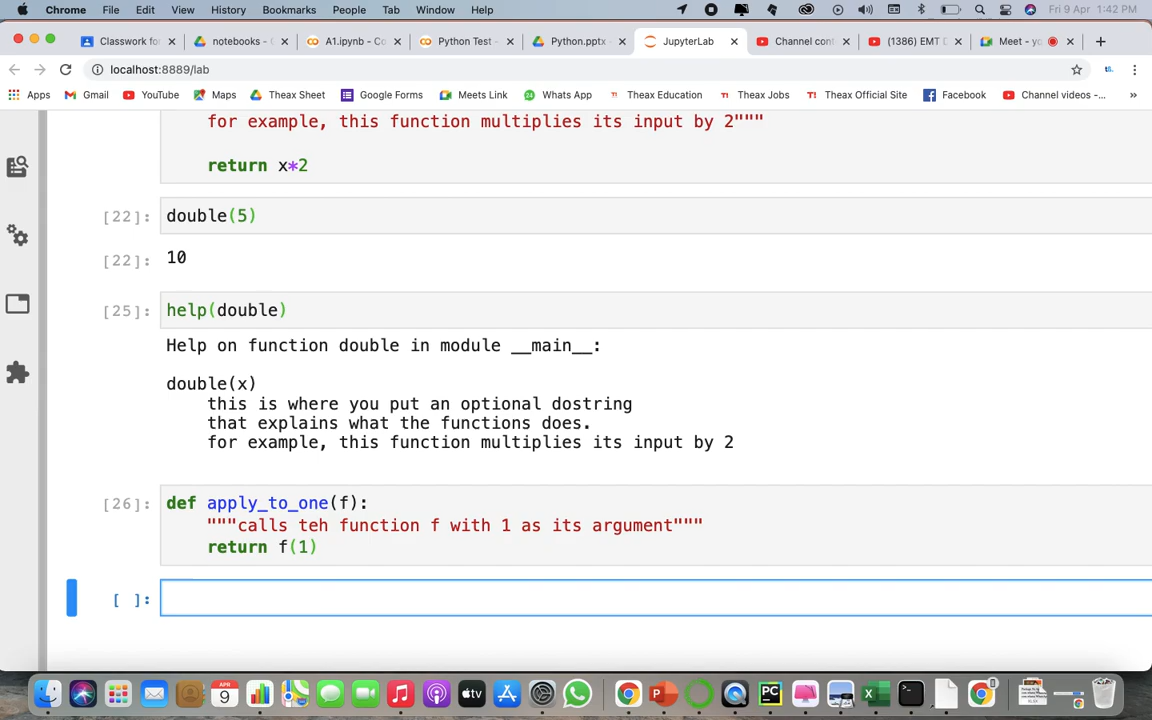 Chrome File Edit View History Bookmarks People Tab Window Help Fri 9 Apr 1:42 PM
Classwork for notebooks - A1.ipynb - Co Python Test - Python.pptx - JupyterLab Channel cont (1386) EMT Meet - yo
localhost:8889/lab
Apps Gmail YouTube Maps Theax Sheet Google Forms Meets Link Whats App Theax Education Theax Jobs Theax Official Site Facebook Channel videos -... »
for example, this function multiplies its input by 2"""
return x*2
[22]: double(5)
[22]: 10
[25]: help(double)
Help on function double in module __main__:
double(x)
this is where you put an optional dostring
that explains what the functions does.
for example, this function multiplies its input by 2
[26]: def apply_to_one(f):
"""calls teh function f with 1 as its argument"""
return f(1)
[ ]:
APR
9
tv
PC